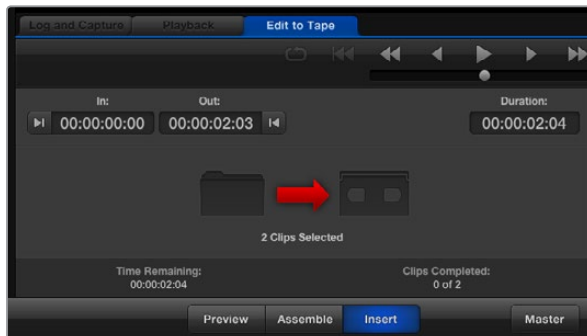 Log and Capture Playback Edit to Tape
In: Out: Duration:
00:00:00:00 00:00:02:03 00:00:02:04
2 Clips Selected
Time Remaining: Clips Completed:
00:00:02:04 0 of 2
Preview Assemble Insert Master